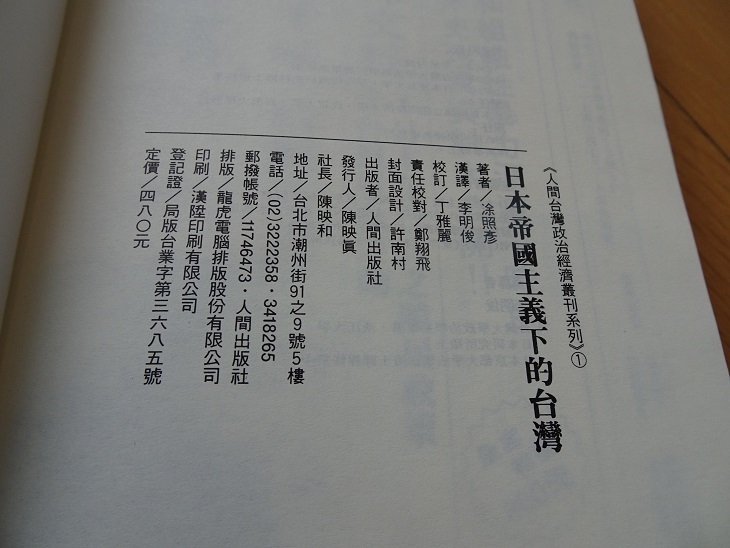 《人間台灣政治經濟叢刊系列》①
日本帝國主義下的台灣
著者／凃照彥
漢譯／李明俊
校訂／丁雅麗
責任校對／鄭翔飛
封面設計／許南村
出版者／人間出版社
發行人／陳映眞
社長／陳映和
地址／台北市潮州街91之9號5樓
電話／(02)3222358・3418265
郵撥帳號／11746473・人間出版社
排版／龍虎電腦排版股份有限公司
印刷／漢陞印刷有限公司
登記證／局版台業字第三六八五號
定價／四八〇元